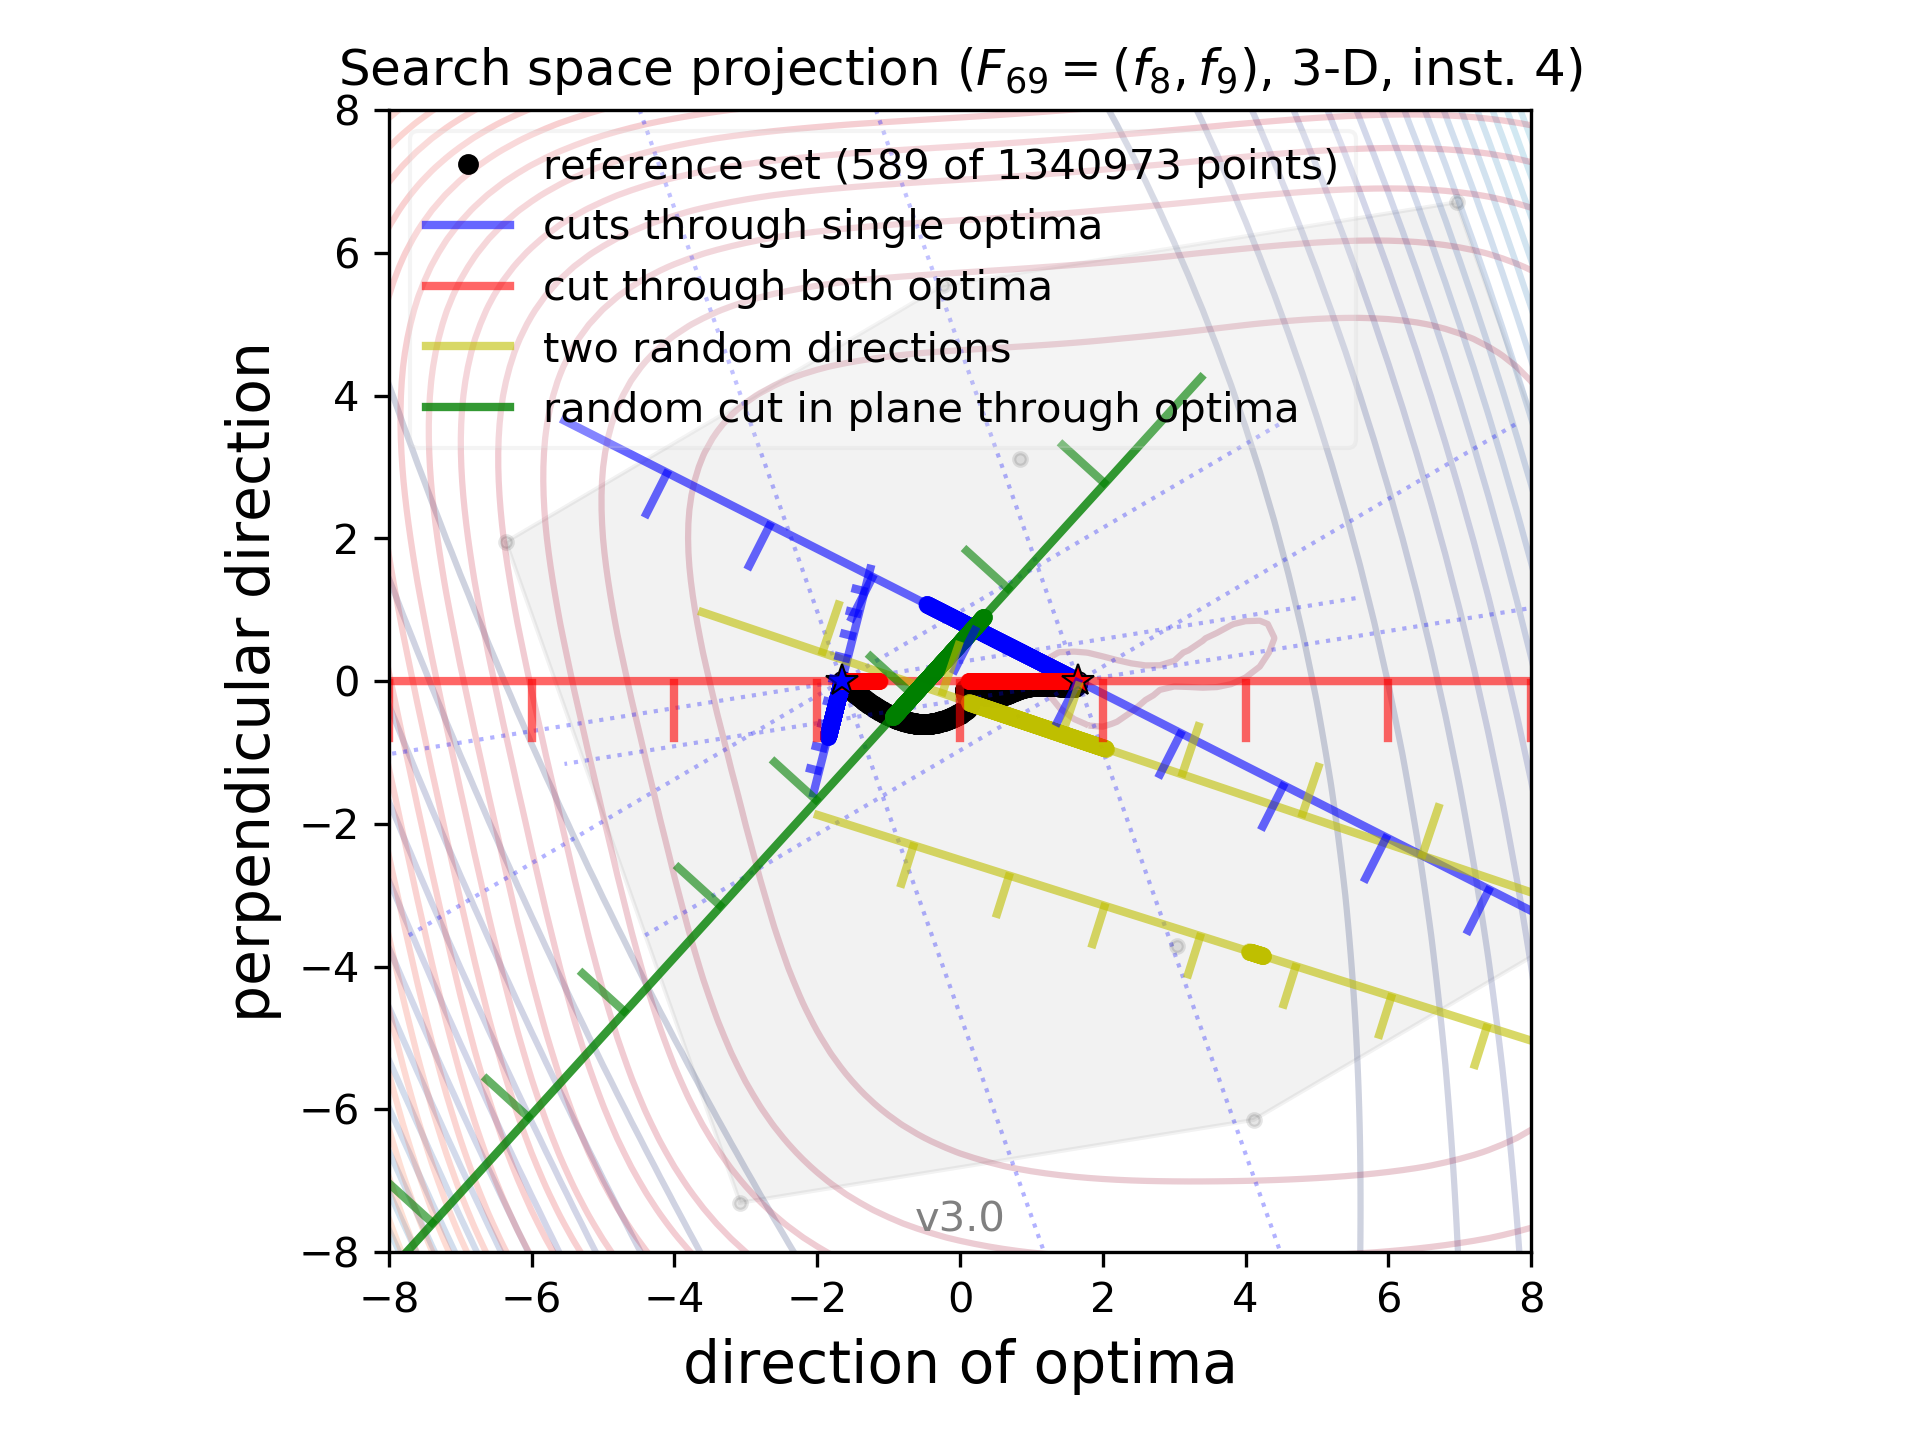 Search space projection (F₆₉ = (f₈, f₉), 3-D, inst. 4)
reference set (589 of 1340973 points)
cuts through single optima
cut through both optima
two random directions
random cut in plane through optima
8
6
4
2
0
−2
−4
−6
−8
perpendicular direction
v3.0
−8 −6 −4 −2 0 2 4 6 8
direction of optima